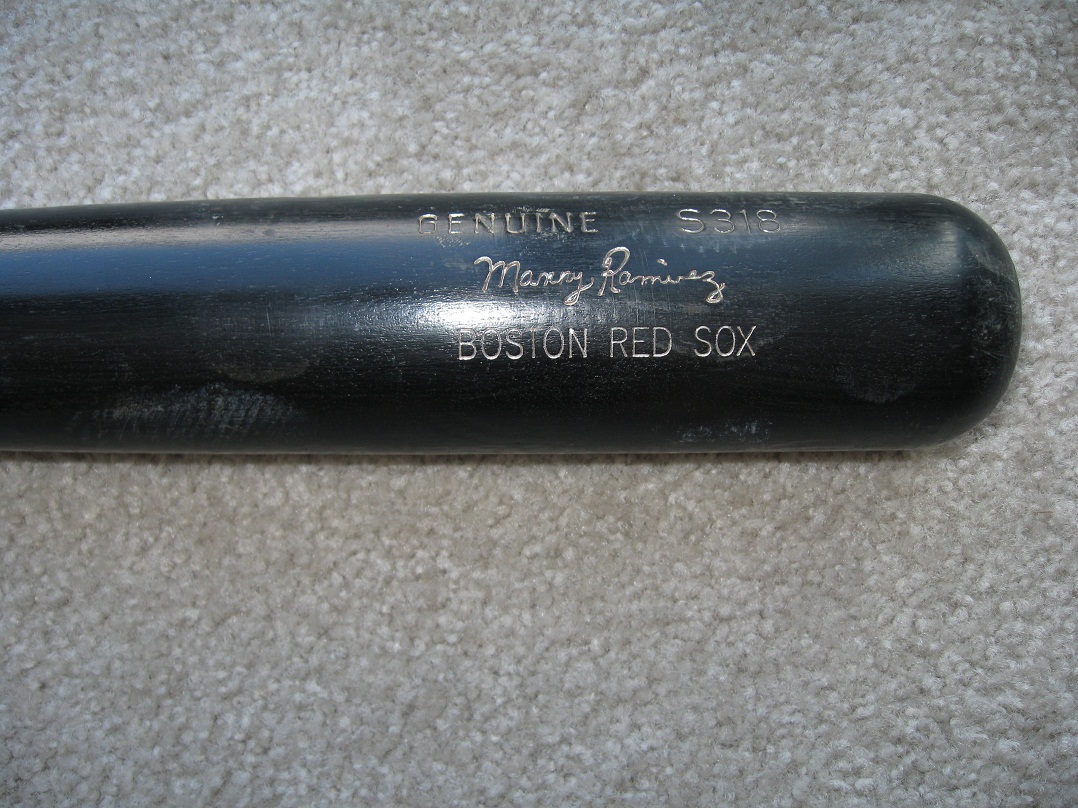 GENUINE S318
Manny Ramirez
BOSTON RED SOX